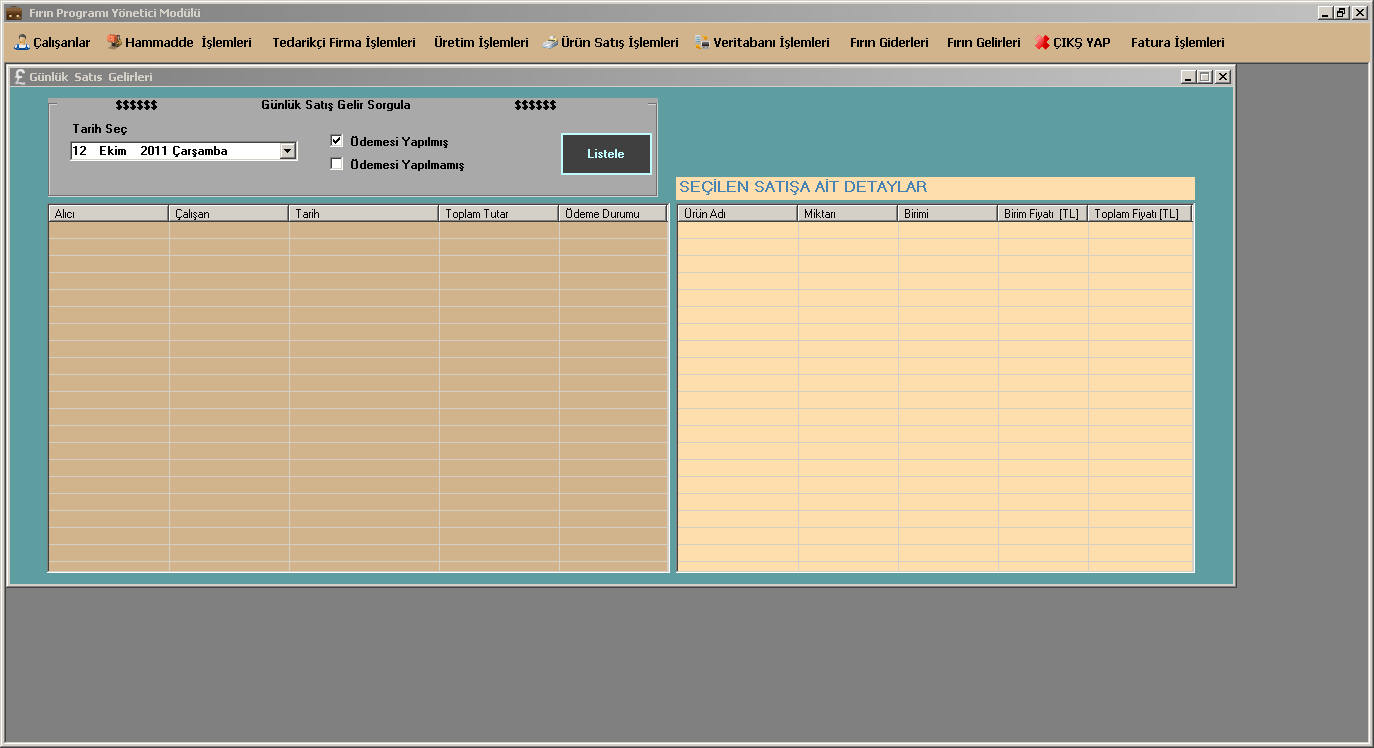 Fırın Programı Yönetici Modülü
Çalışanlar Hammadde İşlemleri Tedarikçi Firma İşlemleri Üretim İşlemleri Ürün Satış İşlemleri Veritabanı İşlemleri Fırın Giderleri Fırın Gelirleri ÇIKŞ YAP Fatura İşlemleri
£ Günlük Satıs Gelirleri
$$$$$$ Günlük Satış Gelir Sorgula $$$$$$
Tarih Seç
12 Ekim 2011 Çarşamba
Ödemesi Yapılmış
Ödemesi Yapılmamış
Listele
SEÇİLEN SATIŞA AİT DETAYLAR
Alıcı Çalışan Tarih Toplam Tutar Ödeme Durumu
Ürün Adı Miktarı Birimi Birim Fiyatı [TL] Toplam Fiyatı [TL]